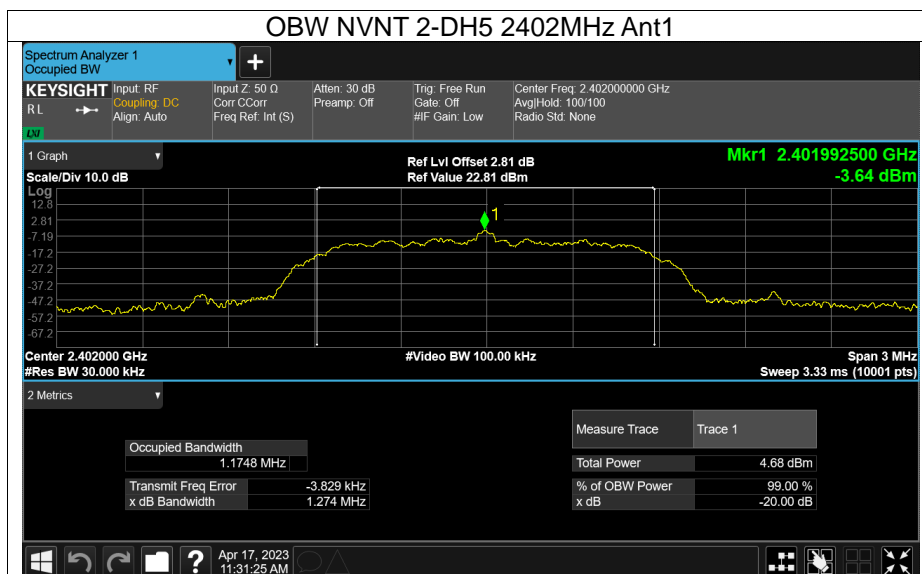 OBW NVNT 2-DH5 2402MHz Ant1
Spectrum Analyzer 1
Occupied BW
KEYSIGHT
R L
LXI
Input: RF
Coupling: DC
Align: Auto
Input Z: 50 Ω
Corr CCorr
Freq Ref: Int (S)
Atten: 30 dB
Preamp: Off
Trig: Free Run
Gate: Off
#IF Gain: Low
Center Freq: 2.402000000 GHz
Avg|Hold: 100/100
Radio Std: None
1 Graph
Scale/Div 10.0 dB
Ref Lvl Offset 2.81 dB
Ref Value 22.81 dBm
Mkr1 2.401992500 GHz
-3.64 dBm
Log
12.8
2.81
-7.19
-17.2
-27.2
-37.2
-47.2
-57.2
-67.2
1
Center 2.402000 GHz
#Res BW 30.000 kHz
#Video BW 100.00 kHz
Span 3 MHz
Sweep 3.33 ms (10001 pts)
2 Metrics
Measure Trace Trace 1
Occupied Bandwidth
1.1748 MHz
Total Power 4.68 dBm
Transmit Freq Error -3.829 kHz
% of OBW Power 99.00 %
x dB Bandwidth 1.274 MHz
x dB -20.00 dB
?
Apr 17, 2023
11:31:25 AM